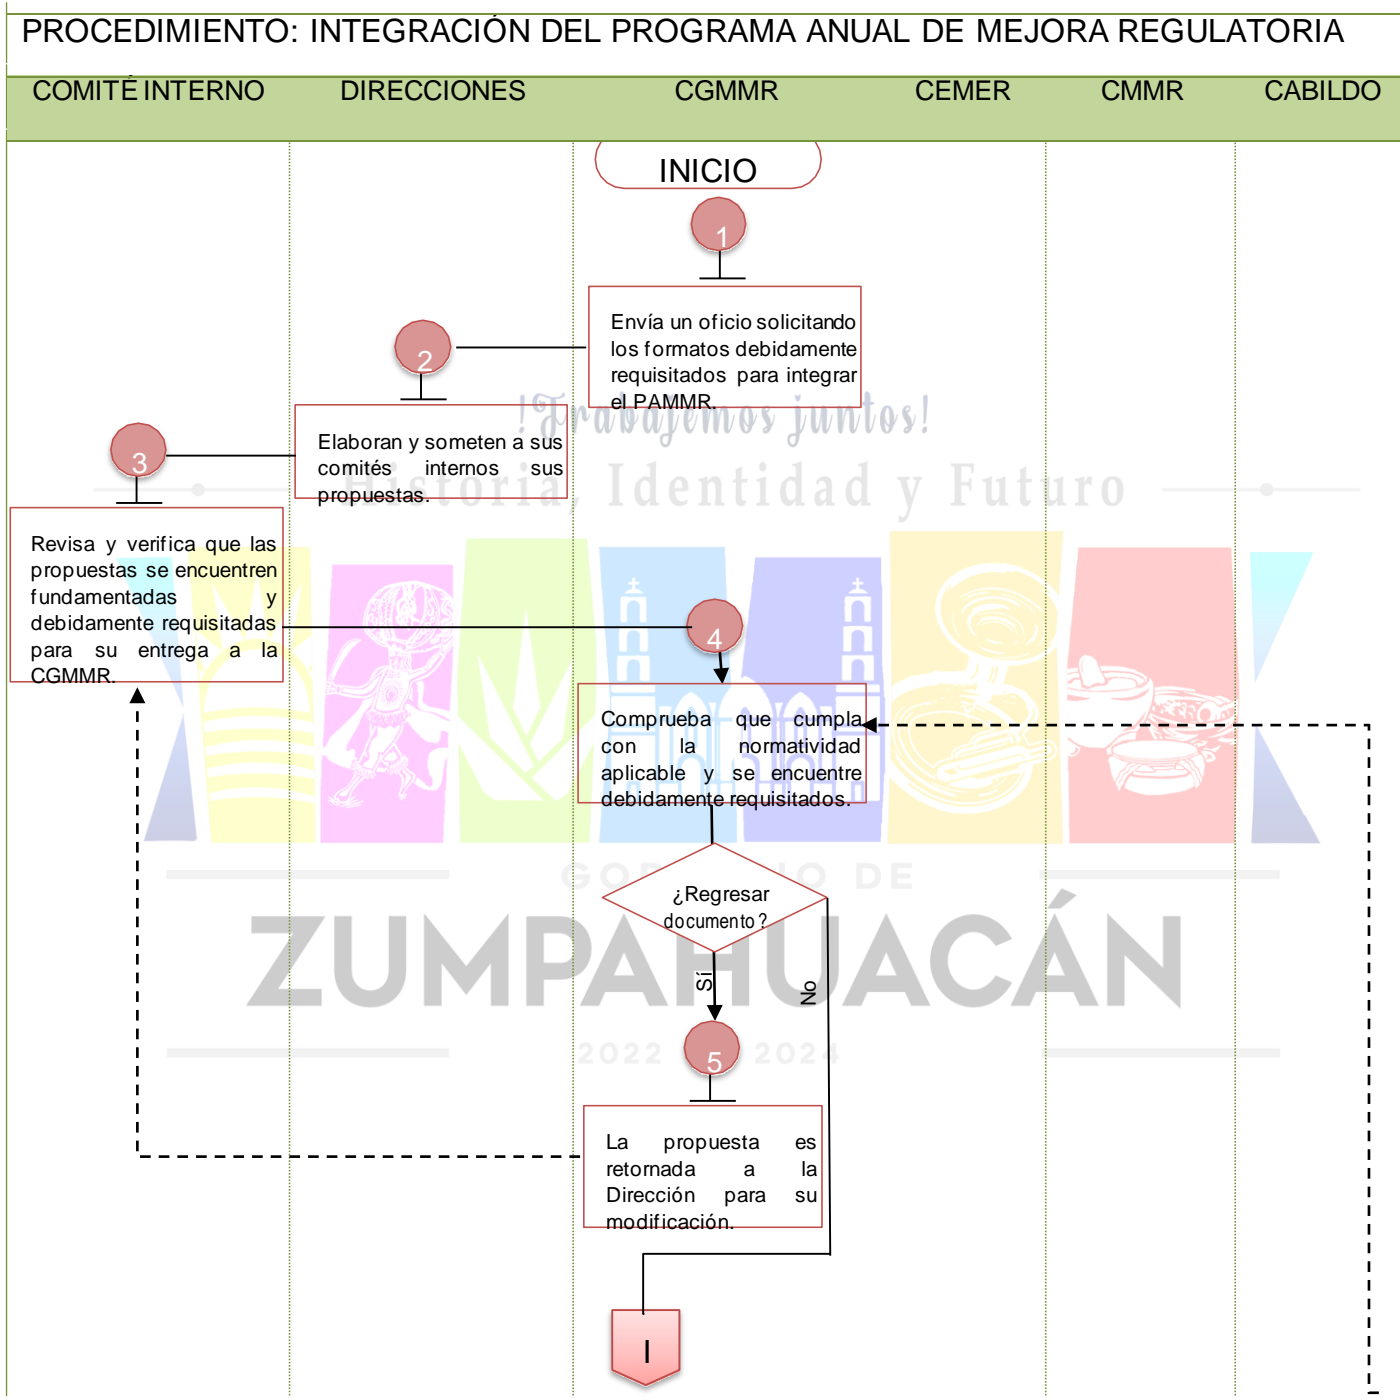 PROCEDIMIENTO: INTEGRACIÓN DEL PROGRAMA ANUAL DE MEJORA REGULATORIA
COMITÉ INTERNO DIRECCIONES CGMMR CEMER CMMR CABILDO
INICIO
1
Envía un oficio solicitando
los formatos debidamente
requisitados para integrar
el PAMMR.
2
Elaboran y someten a sus
comités internos sus
propuestas.
3
Revisa y verifica que las
propuestas se encuentren
fundamentadas y
debidamente requisitadas
para su entrega a la
CGMMR.
4
Comprueba que cumpla
con la normatividad
aplicable y se encuentre
debidamente requisitados.
¿Regresar
documento?
Sí
No
5
La propuesta es
retornada a la
Dirección para su
modificación.
I
!Trabajemos juntos!
Historia, Identidad y Futuro
GOBIERNO DE
ZUMPAHUACÁN
2022 2024